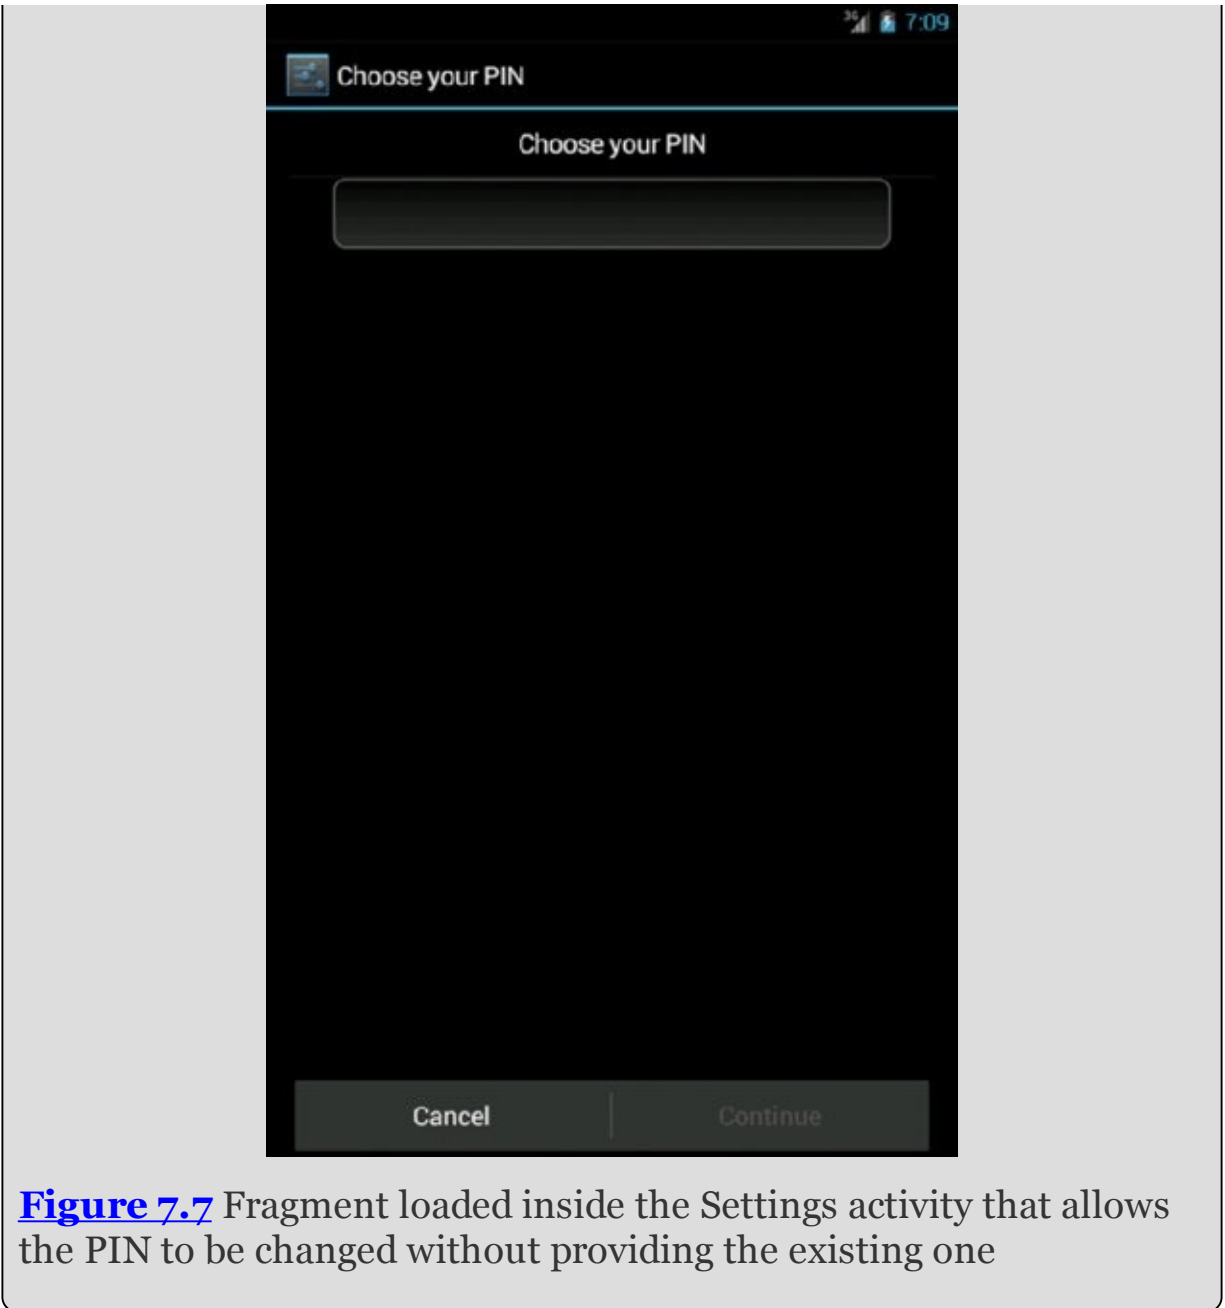 3G 7:09
Choose your PIN
Choose your PIN
Cancel
Continue
Figure 7.7 Fragment loaded inside the Settings activity that allows
the PIN to be changed without providing the existing one